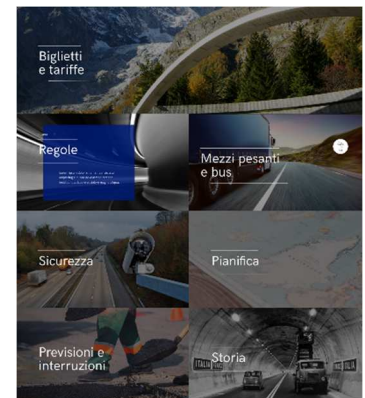 Biglietti
e tariffe
Regole
Mezzi pesanti
e bus
Sicurezza
Pianifica
Previsioni e
interruzioni
Storia
ITALIA